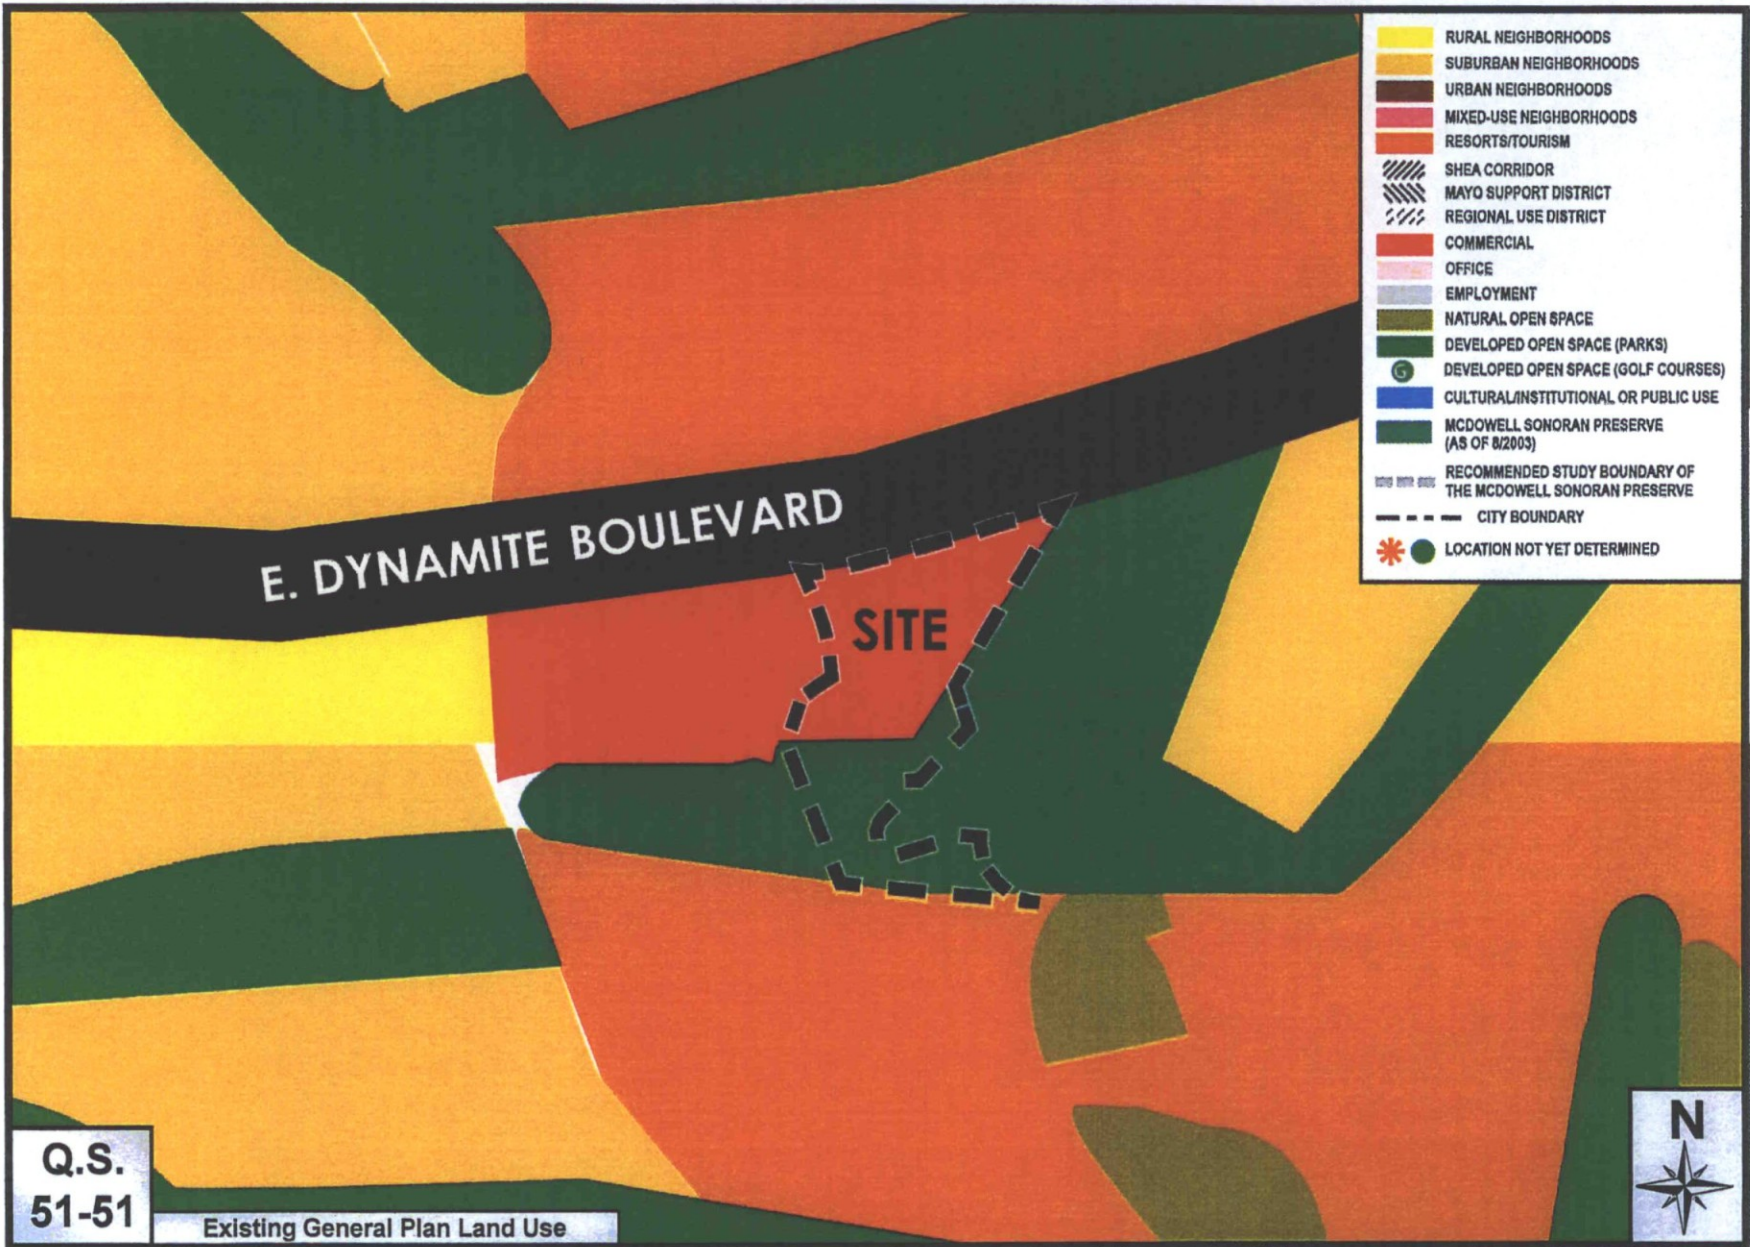 RURAL NEIGHBORHOODS
SUBURBAN NEIGHBORHOODS
URBAN NEIGHBORHOODS
MIXED-USE NEIGHBORHOODS
RESORTS/TOURISM
SHEA CORRIDOR
MAYO SUPPORT DISTRICT
REGIONAL USE DISTRICT
COMMERCIAL
OFFICE
EMPLOYMENT
NATURAL OPEN SPACE
DEVELOPED OPEN SPACE (PARKS)
G DEVELOPED OPEN SPACE (GOLF COURSES)
CULTURAL/INSTITUTIONAL OR PUBLIC USE
MCDOWELL SONORAN PRESERVE
(AS OF 8/2003)
RECOMMENDED STUDY BOUNDARY OF
THE MCDOWELL SONORAN PRESERVE
CITY BOUNDARY
LOCATION NOT YET DETERMINED
E. DYNAMITE BOULEVARD
SITE
N
Q.S.
51-51
Existing General Plan Land Use